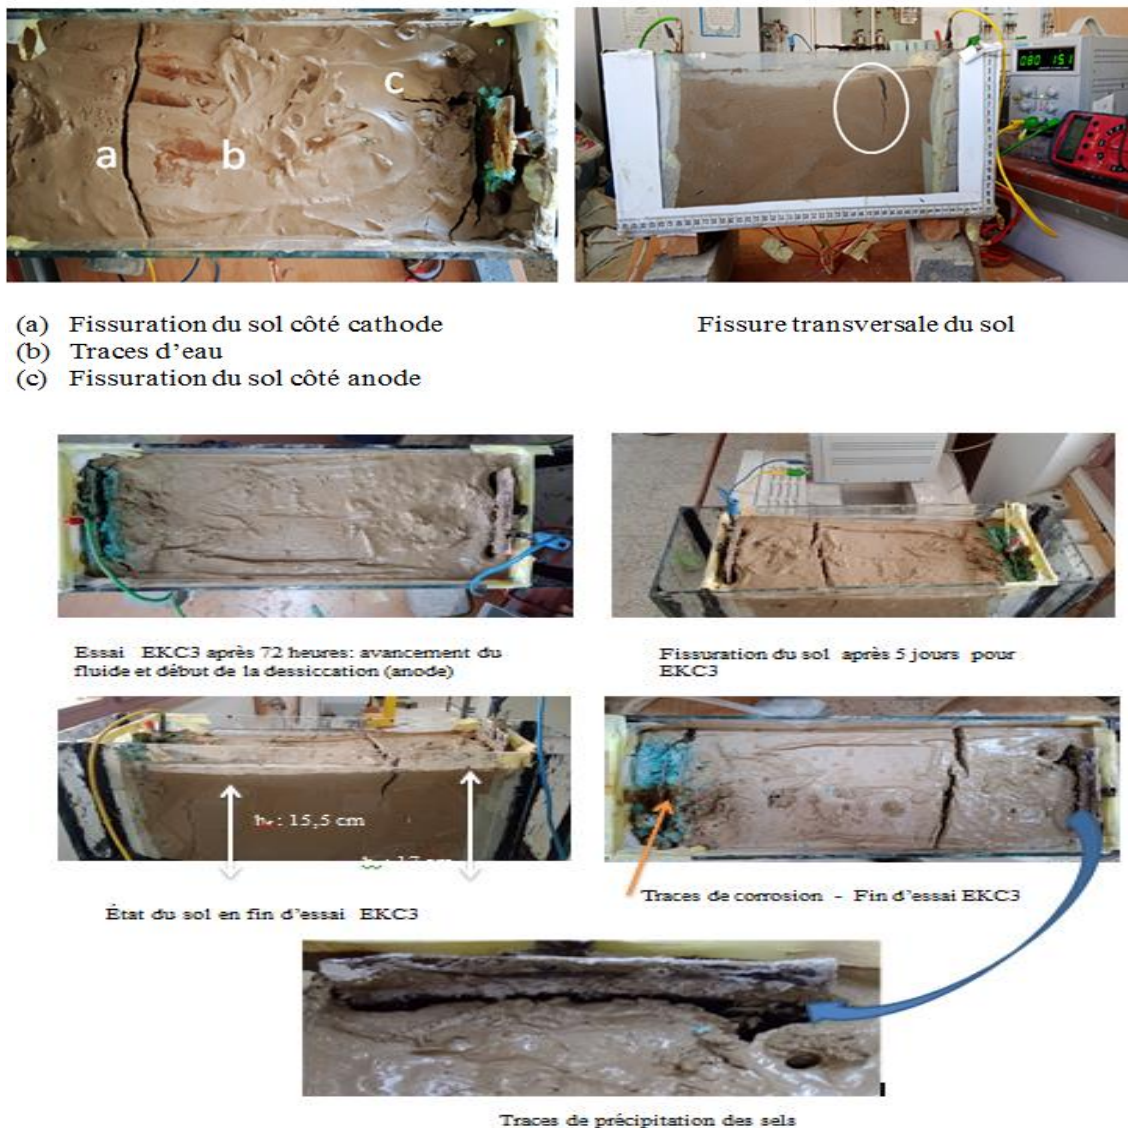 a
b
c
080 151
(a) Fissuration du sol côté cathode
(b) Traces d'eau
(c) Fissuration du sol côté anode
Fissure transversale du sol
Essai EKC3 après 72 heures: avancement du
fluide et début de la dessiccation (anode)
Fissuration du sol après 5 jours pour
EKC3
: 15,5 cm
État du sol en fin d'essai EKC3
Traces de corrosion - Fin d'essai EKC3
Traces de précipitation des sels